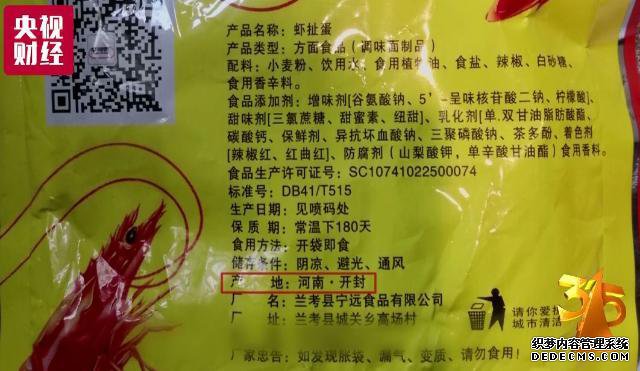 央视
财经
产品名称：虾扯蛋
产品类型：方面食品（调味面制品）
配料：小麦粉、饮用水、食用植物油、食盐、辣椒、白砂糖、
食用香辛料。
食品添加剂：增味剂[谷氨酸钠、5’－呈味核苷酸二钠、柠檬酸]、
甜味剂[三氯蔗糖、甜蜜素、纽甜]、乳化剂[单.双甘油脂肪酸酯、
碳酸钙、保鲜剂、异抗坏血酸钠、三聚磷酸钠、茶多酚、着色剂
[辣椒红、红曲红]、防腐剂（山梨酸钾，单辛酸甘油酯）食用香料。
食品生产许可证号：SC10741022500074
标准号：DB41/T515
生产日期：见喷码处
保 质 期：常温下180天
食用方法：开袋即食
储存条件：阴凉、避光、通风
产 地：河南·开封
厂 名：兰考县宁远食品有限公司
厂 址：兰考县城关乡高场村
请你爱护
城市清洁
厂家忠告：如发现胀袋、漏气、变质、请勿食用！
315
织梦内容管理系统
DEDECMS.COM